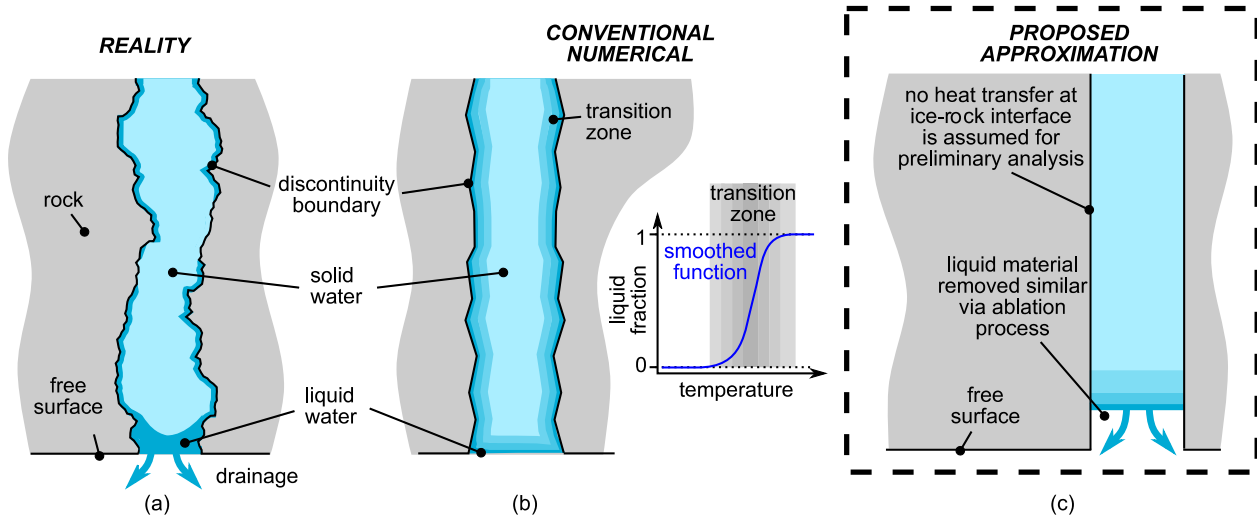 REALITY
rock
free
surface
drainage
(a)
discontinuity
boundary
solid
water
liquid
water
CONVENTIONAL
NUMERICAL
transition
zone
(b)
transition
zone
1
smoothed
function
liquid
fraction
0
temperature
PROPOSED
APPROXIMATION
no heat transfer at
ice-rock interface
is assumed for
preliminary analysis
liquid material
removed similar
via ablation
process
free
surface
(c)